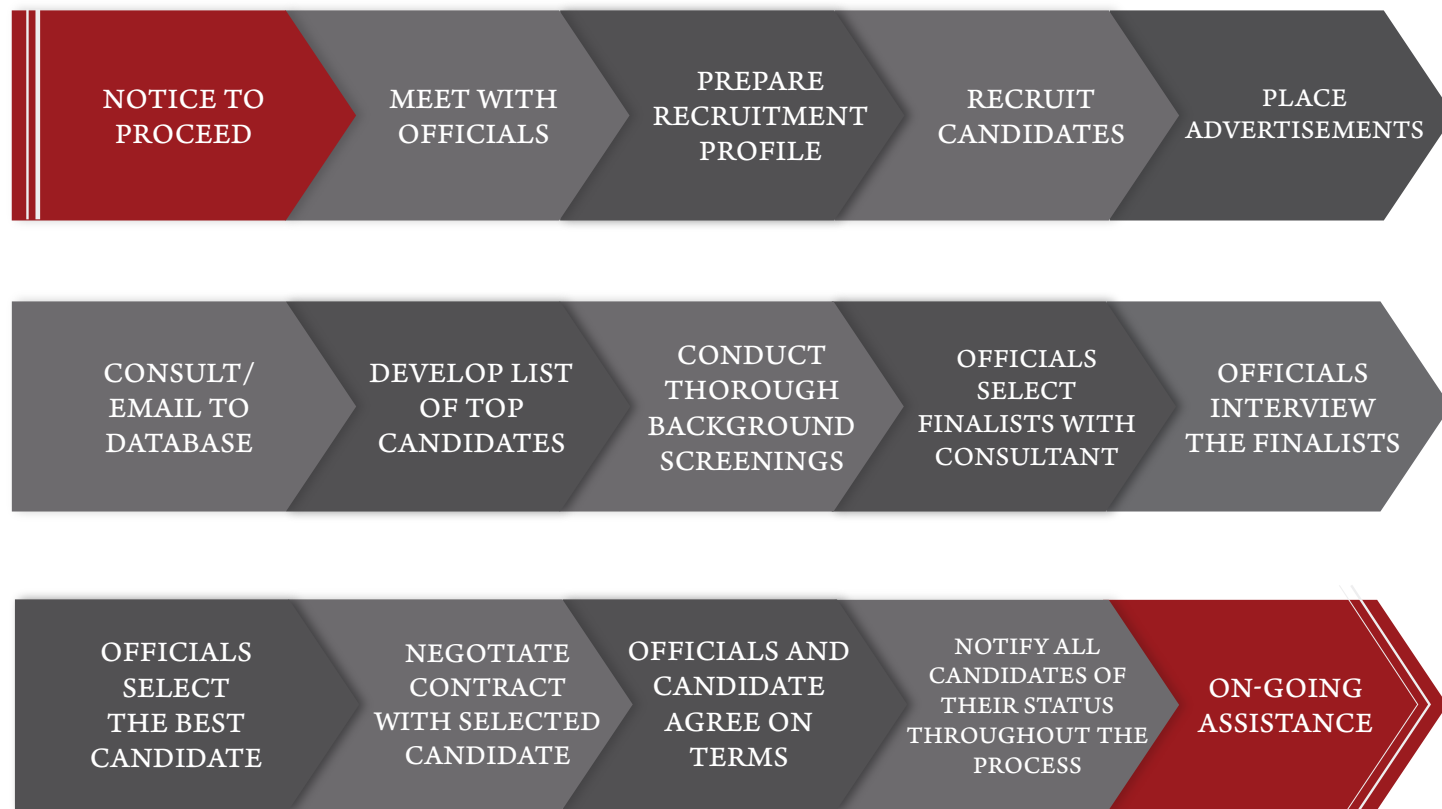 NOTICE TO
PROCEED
MEET WITH
OFFICIALS
PREPARE
RECRUITMENT
PROFILE
RECRUIT
CANDIDATES
PLACE
ADVERTISEMENTS
CONSULT/
EMAIL TO
DATABASE
DEVELOP LIST
OF TOP
CANDIDATES
CONDUCT
THOROUGH
BACKGROUND
SCREENINGS
OFFICIALS
SELECT
FINALISTS WITH
CONSULTANT
OFFICIALS
INTERVIEW
THE FINALISTS
OFFICIALS
SELECT
THE BEST
CANDIDATE
NEGOTIATE
CONTRACT
WITH SELECTED
CANDIDATE
OFFICIALS AND
CANDIDATE
AGREE ON
TERMS
NOTIFY ALL
CANDIDATES OF
THEIR STATUS
THROUGHOUT THE
PROCESS
ON-GOING
ASSISTANCE